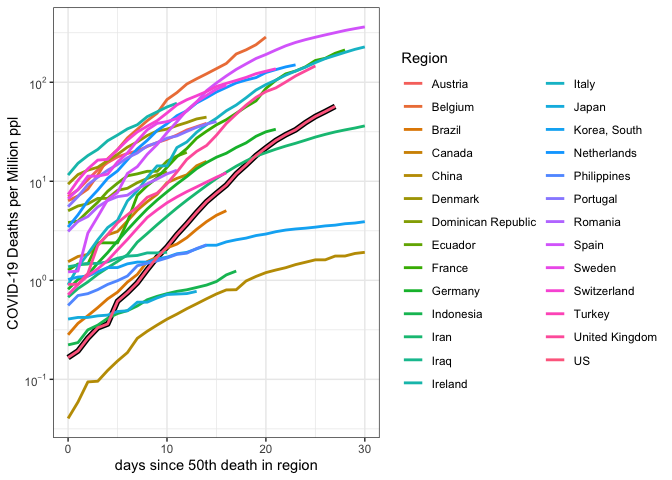 COVID-19 Deaths per Million ppl
10^2
10^1
10^0
10^-1
0
10
20
30
days since 50th death in region
Region
Austria
Belgium
Brazil
Canada
China
Denmark
Dominican Republic
Ecuador
France
Germany
Indonesia
Iran
Iraq
Ireland
Italy
Japan
Korea, South
Netherlands
Philippines
Portugal
Romania
Spain
Sweden
Switzerland
Turkey
United Kingdom
US